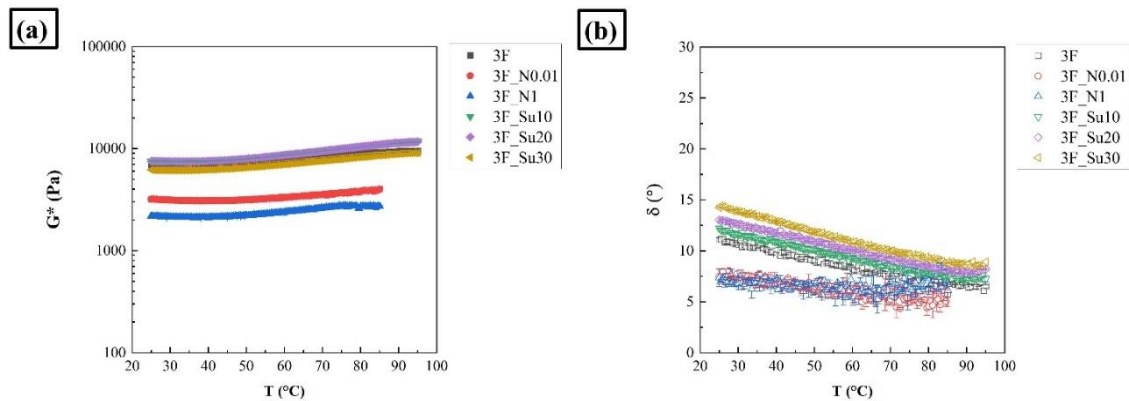 (a)
100000
10000
1000
100
G* (Pa)
20 30 40 50 60 70 80 90 100
T (°C)
3F
3F_N0.01
3F_N1
3F_Su10
3F_Su20
3F_Su30
(b)
30
25
20
15
10
5
0
δ (°)
20 30 40 50 60 70 80 90 100
T (°C)
3F
3F_N0.01
3F_N1
3F_Su10
3F_Su20
3F_Su30